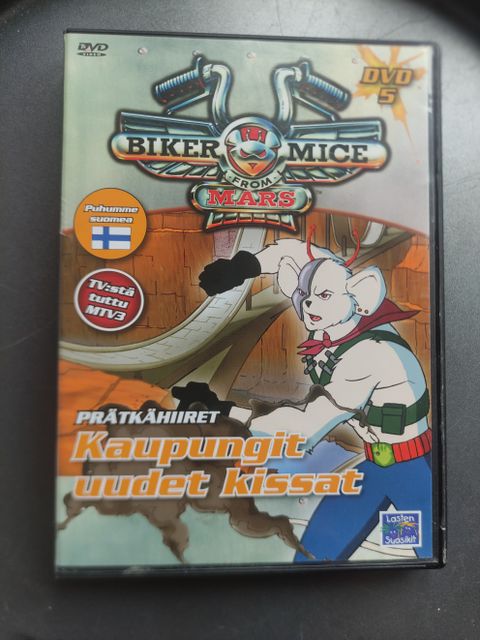 DVD
VIDEO
DVD
5
BIKER MICE
FROM
MARS
Puhumme
suomea
TV:stä
tuttu
MTV3
PRÄTKÄHIIRET
Kaupungit
uudet kissat
Lasten
Suosikit